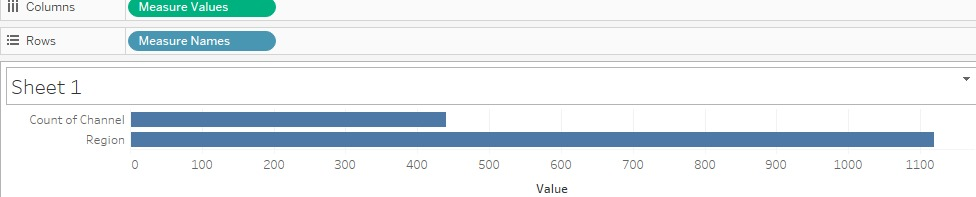 Columns Measure Values
Rows Measure Names
Sheet 1
Count of Channel
Region
0 100 200 300 400 500 600 700 800 900 1000 1100
Value